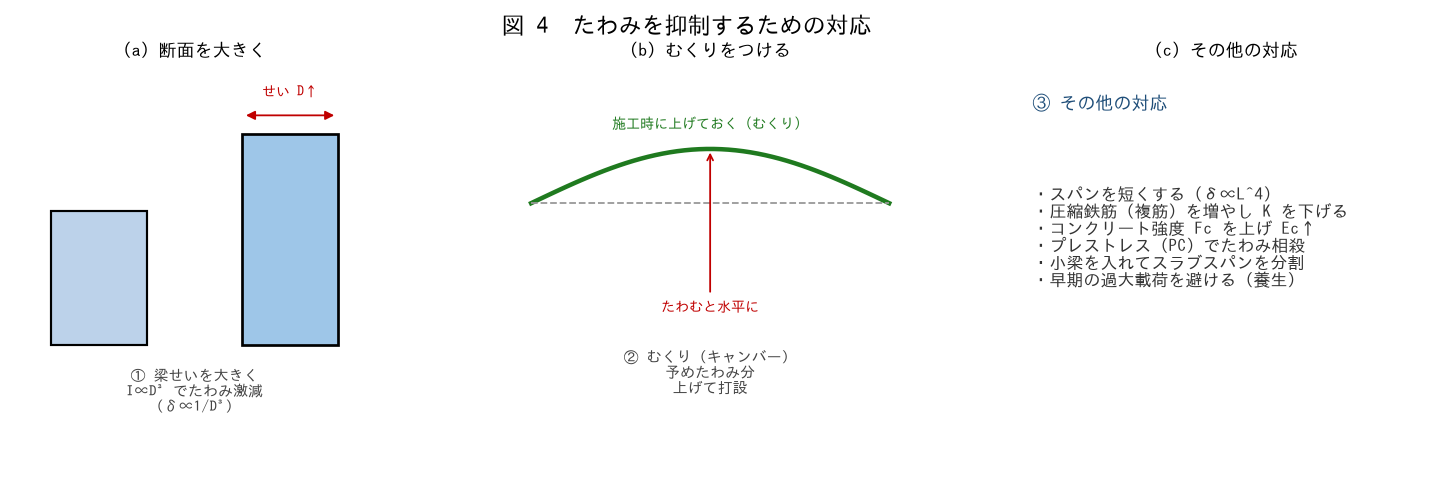 図 4　たわみを抑制するための対応
(a) 断面を大きく
せい D↑
① 梁せいを大きく
I∝D³ でたわみ激減
(δ∝1/D³)
(b) むくりをつける
施工時に上げておく（むくり）
たわむと水平に
② むくり（キャンバー）
予めたわみ分
上げて打設
(c) その他の対応
③ その他の対応
・スパンを短くする (δ∝L^4)
・圧縮鉄筋（複筋）を増やし K を下げる
・コンクリート強度 Fc を上げ Ec↑
・プレストレス（PC）でたわみ相殺
・小梁を入れてスラブスパンを分割
・早期の過大載荷を避ける（養生）